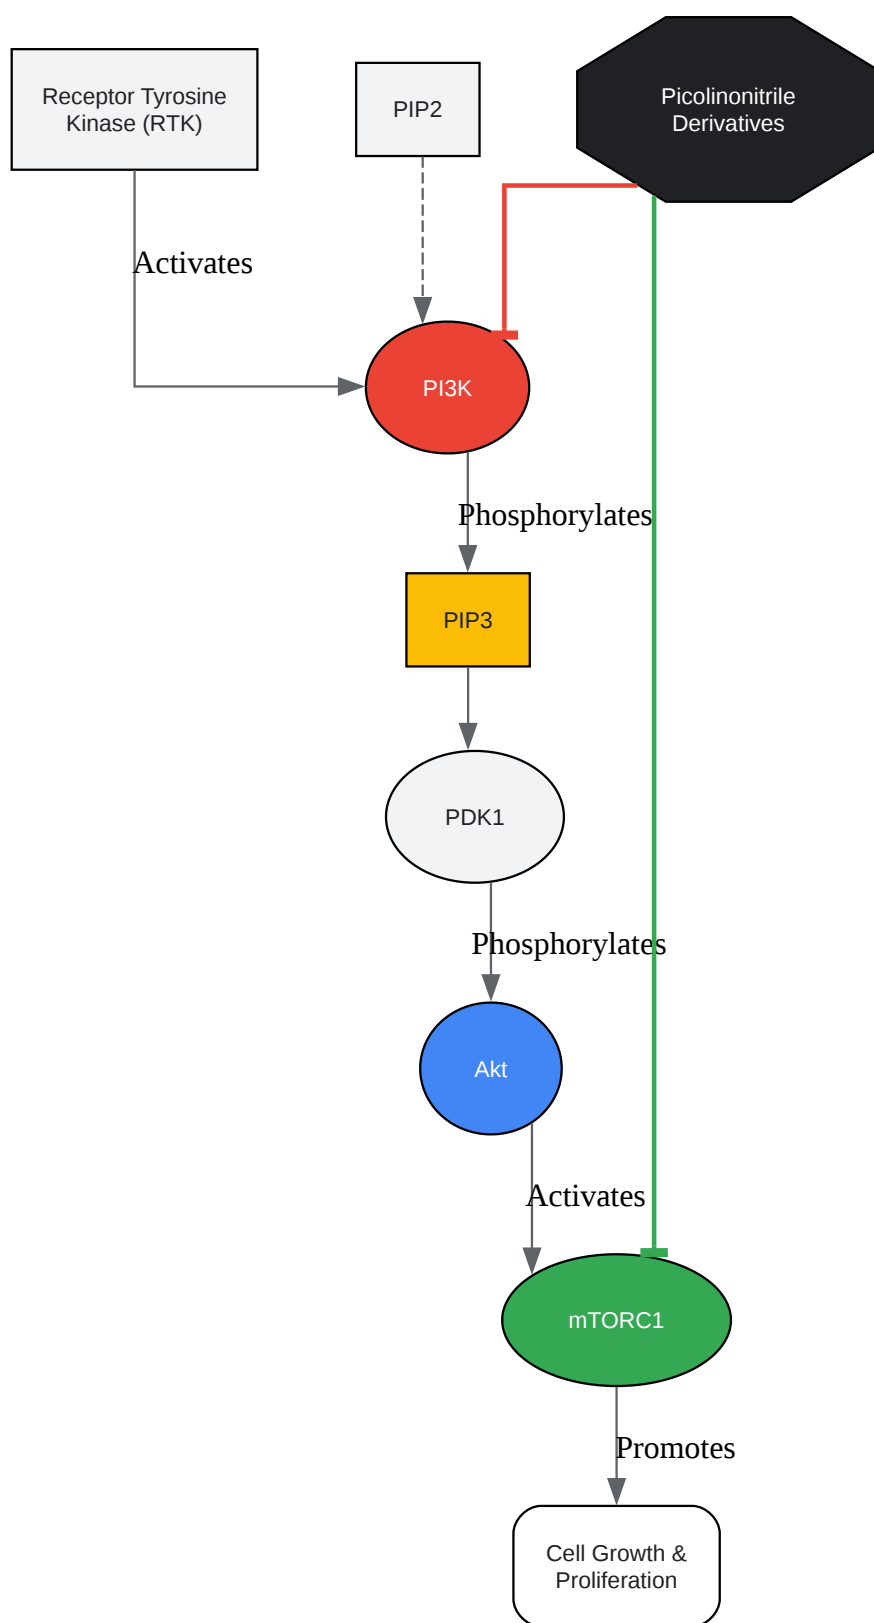 Receptor Tyrosine
Kinase (RTK)
PIP2
Picolinonitrile
Derivatives
Activates
PI3K
Phosphorylates
PIP3
PDK1
Phosphorylates
Akt
Activates
mTORC1
Promotes
Cell Growth &
Proliferation